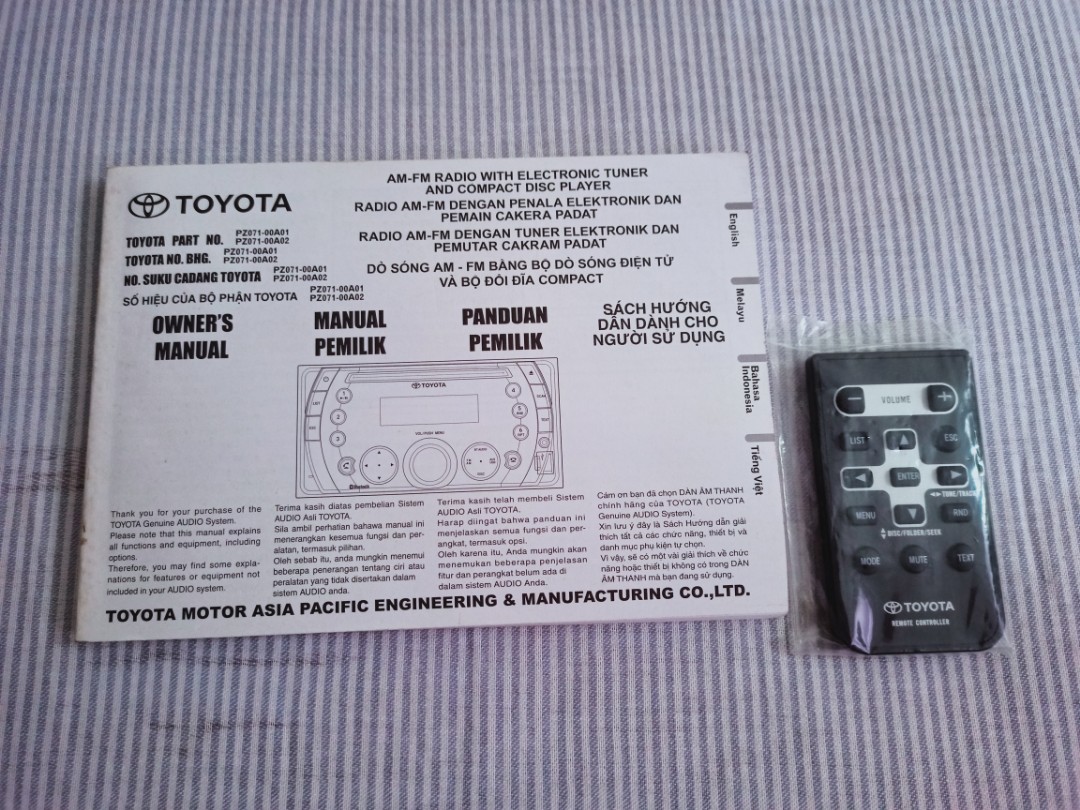 TOYOTA
TOYOTA PART NO. PZ071-00A01
PZ071-00A02
TOYOTA NO. BHG. PZ071-00A01
PZ071-00A02
NO. SUKU CADANG TOYOTA PZ071-00A01
PZ071-00A02
SỐ HIỆU CỦA BỘ PHẬN TOYOTA PZ071-00A01
PZ071-00A02
AM-FM RADIO WITH ELECTRONIC TUNER
AND COMPACT DISC PLAYER
RADIO AM-FM DENGAN PENALA ELEKTRONIK DAN
PEMAIN CAKERA PADAT
RADIO AM-FM DENGAN TUNER ELEKTRONIK DAN
PEMUTAR CAKRAM PADAT
DÒ SÓNG AM - FM BẰNG BỘ DÒ SÓNG ĐIỆN TỬ
VÀ BỘ ĐỔI ĐĨA COMPACT
OWNER'S
MANUAL
MANUAL
PEMILIK
PANDUAN
PEMILIK
SÁCH HƯỚNG
DẪN DÀNH CHO
NGƯỜI SỬ DỤNG
English
Melayu
Bahasa
Indonesia
Tiếng Việt
TOYOTA
1
2
3
4
5
6
LIST
ESC
VOL PUSH MENU
Bluetooth
Thank you for your purchase of the
TOYOTA Genuine AUDIO System.
Please note that this manual explains
all functions and equipment, including
options.
Therefore, you may find some expla-
nations for features or equipment not
included in your AUDIO system.
Terima kasih diatas pembelian Sistem
AUDIO Asli TOYOTA.
Sila ambil perhatian bahawa manual ini
menerangkan kesemua fungsi dan per-
alatan, termasuk pilihan.
Oleh sebab itu, anda mungkin menemui
beberapa penerangan tentang ciri atau
peralatan yang tidak disertakan dalam
sistem AUDIO anda.
Terima kasih telah membeli Sistem
AUDIO Asli TOYOTA.
Harap diingat bahwa panduan ini
menjelaskan semua fungsi dan per-
angkat, termasuk opsi.
Oleh karena itu, Anda mungkin akan
menemukan beberapa penjelasan
fitur dan perangkat belum ada di
dalam sistem AUDIO Anda.
Cám ơn bạn đã chọn DÀN ÂM THANH
chính hãng của TOYOTA (TOYOTA
Genuine AUDIO System).
Xin lưu ý đây là Sách Hướng dẫn giải
thích tất cả các chức năng, thiết bị và
danh mục phụ kiện tự chọn.
Vì vậy, sẽ có một vài giải thích về chức
năng hoặc thiết bị không có trong DÀN
ÂM THANH mà bạn đang sử dụng.
TOYOTA MOTOR ASIA PACIFIC ENGINEERING & MANUFACTURING CO.,LTD.
VOLUME
LIST
ESC
ENTER
TUNE/TRACK
MENU
RND
DISC/FOLDER/SEEK
MODE
MUTE
TEXT
TOYOTA
REMOTE CONTROLLER